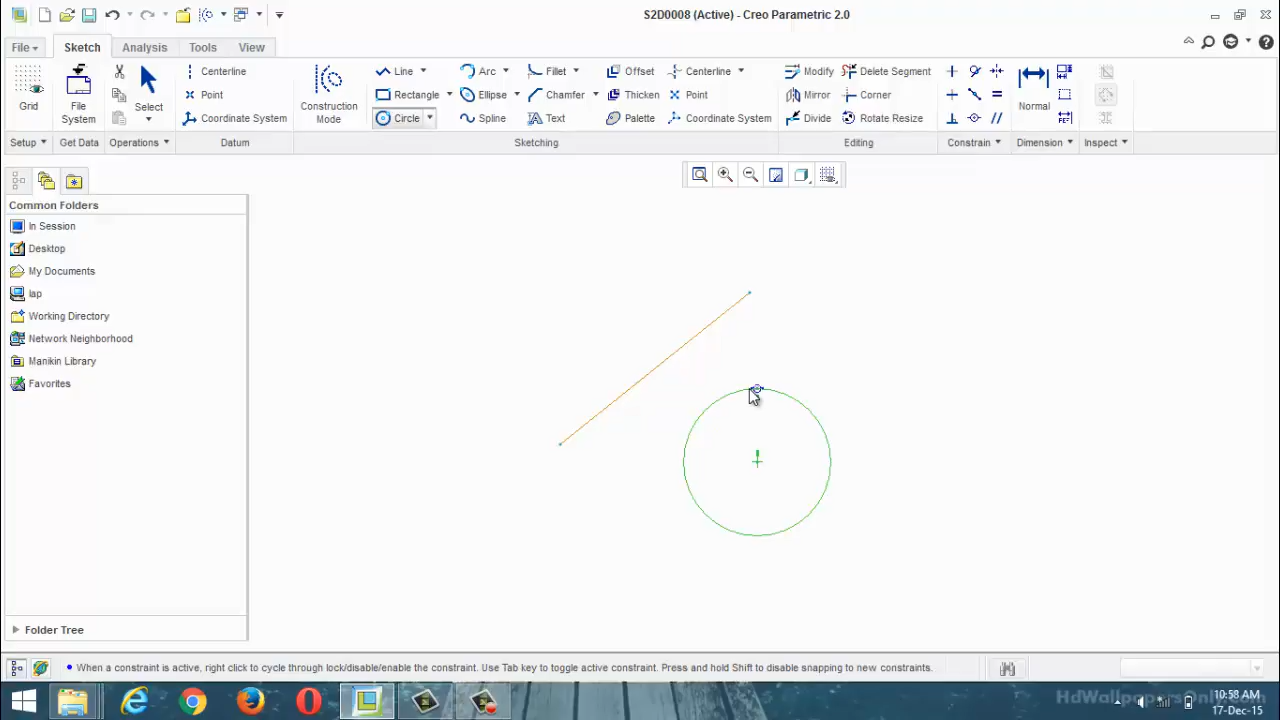 S2D0008 (Active) - Creo Parametric 2.0
File Sketch Analysis Tools View
Grid
File System
Select
Centerline
Point
Coordinate System
Construction Mode
Line Arc Fillet Offset Centerline
Rectangle Ellipse Chamfer Thicken Point
Circle Spline Text Palette Coordinate System
Modify Delete Segment
Mirror Corner
Divide Rotate Resize
Normal
Setup Get Data Operations Datum Sketching Editing Constrain Dimension Inspect
Common Folders
In Session
Desktop
My Documents
lap
Working Directory
Network Neighborhood
Manikin Library
Favorites
Folder Tree
When a constraint is active, right click to cycle through lock/disable/enable the constraint. Use Tab key to toggle active constraint. Press and hold Shift to disable snapping to new constraints.
HdWallpapersOnly.com
10:58 AM
17-Dec-15